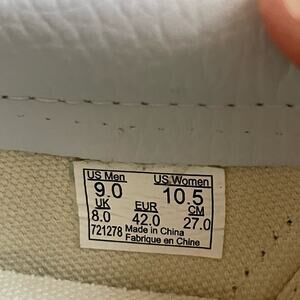 US Men US Women
9.0 10.5
UK EUR CM
8.0 42.0 27.0
721278 Made in China
Fabrique en Chine